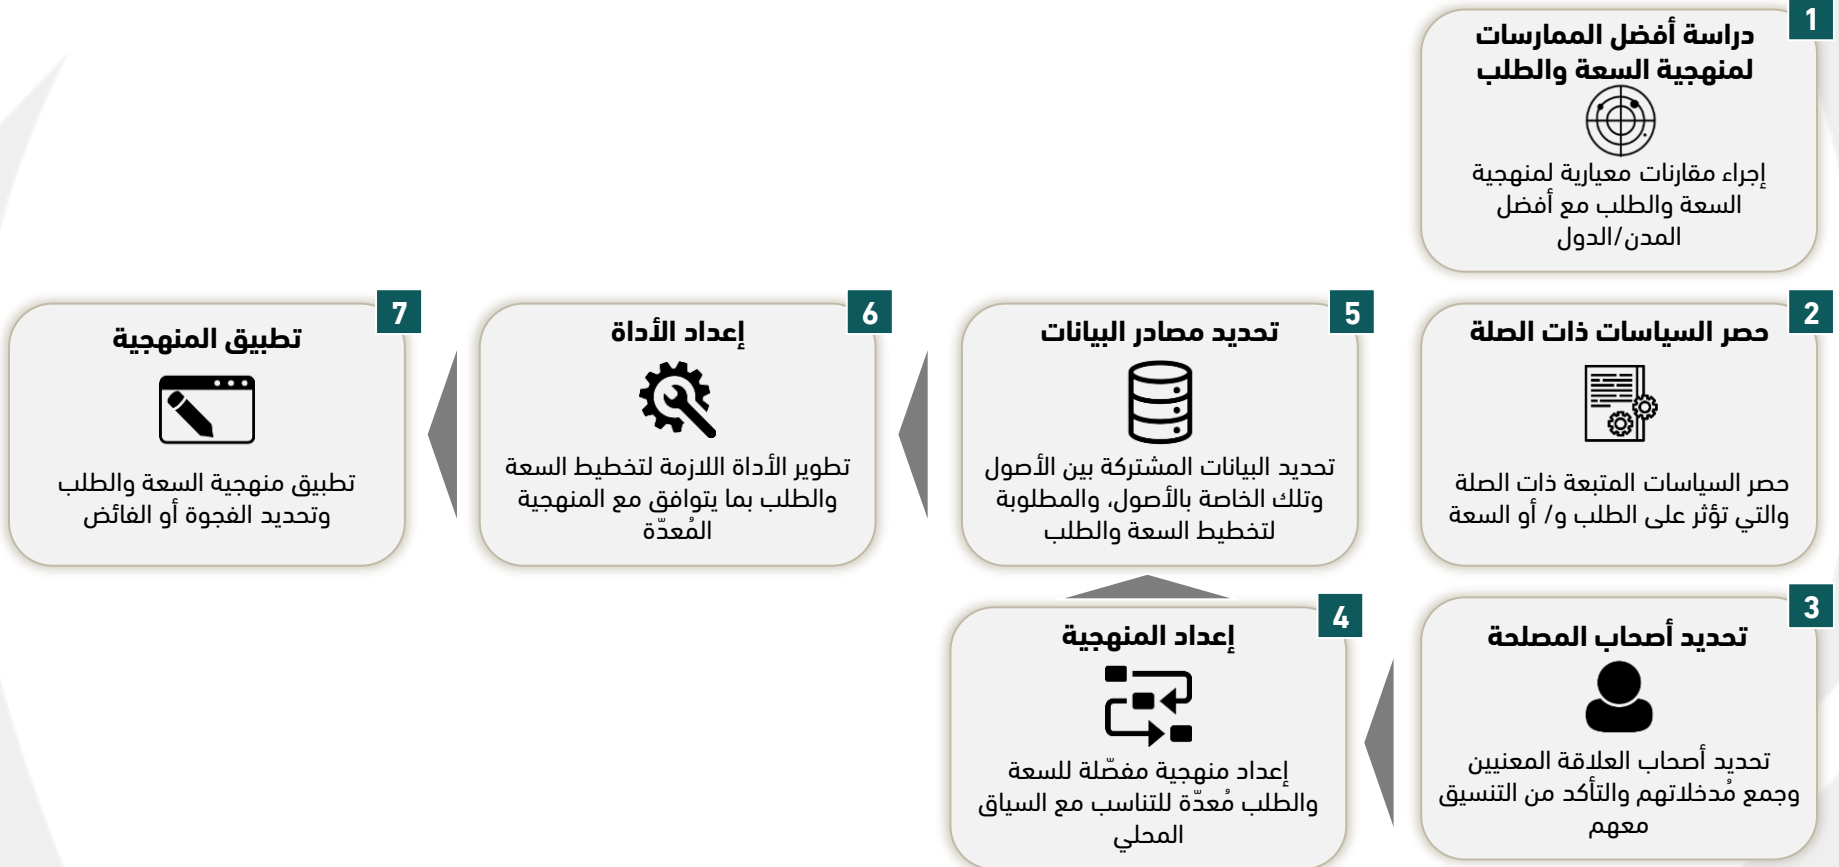 1
دراسة أفضل الممارسات
لمنهجية السعة والطلب
إجراء مقارنات معيارية لمنهجية
السعة والطلب مع أفضل
المدن/الدول
2
حصر السياسات ذات الصلة
حصر السياسات المتبعة ذات الصلة
والتي تؤثر على الطلب و/ أو السعة
3
تحديد أصحاب المصلحة
تحديد أصحاب العلاقة المعنيين
وجمع مُدخلاتهم والتأكد من التنسيق
معهم
4
إعداد المنهجية
إعداد منهجية مفصّلة للسعة
والطلب مُعدّة للتناسب مع السياق
المحلي
5
تحديد مصادر البيانات
تحديد البيانات المشتركة بين الأصول
وتلك الخاصة بالأصول، والمطلوبة
لتخطيط السعة والطلب
6
إعداد الأداة
تطوير الأداة اللازمة لتخطيط السعة
والطلب بما يتوافق مع المنهجية
المُعدّة
7
تطبيق المنهجية
تطبيق منهجية السعة والطلب
وتحديد الفجوة أو الفائض